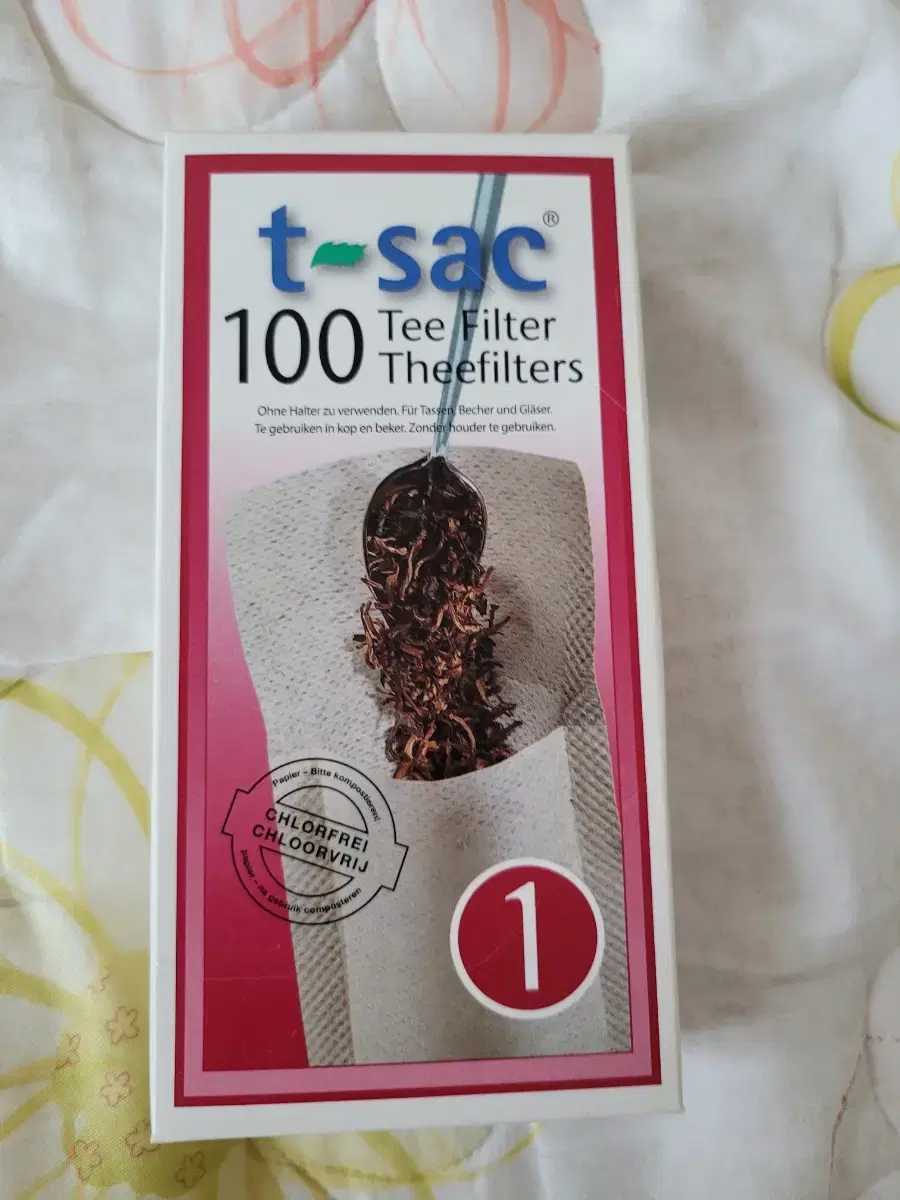 t-sac®
100 Tee Filter
Theefilters
Ohne Halter zu verwenden. Für Tassen, Becher und Gläser.
Te gebruiken in kop en beker. Zonder houder te gebruiken.
Papier – Bitte kompostieren!
CHLORFREI
CHLOORVRIJ
papier – na gebruik composteren
1